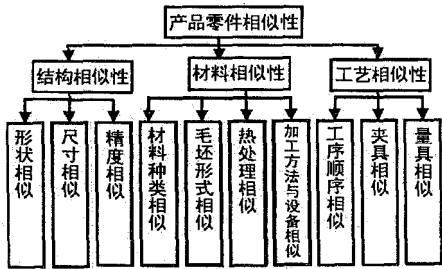 产品零件相似性
结构相似性
材料相似性
工艺相似性
形状相似
尺寸相似
精度相似
材料种类相似
毛坯形式相似
热处理相似
加工方法与设备相似
工序顺序相似
夹具相似
量具相似